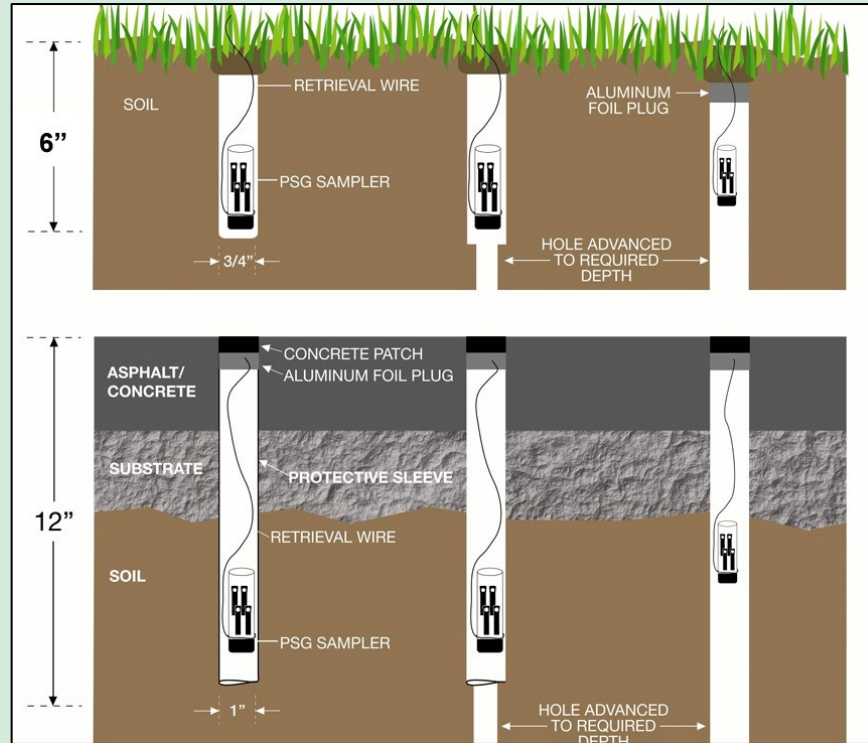 RETRIEVAL WIRE
ALUMINUM
FOIL PLUG
SOIL
6”
PSG SAMPLER
HOLE ADVANCED
TO REQUIRED
DEPTH
3/4”
CONCRETE PATCH
ALUMINUM FOIL PLUG
ASPHALT/
CONCRETE
SUBSTRATE
PROTECTIVE SLEEVE
12”
RETRIEVAL WIRE
SOIL
PSG SAMPLER
1”
HOLE ADVANCED
TO REQUIRED
DEPTH